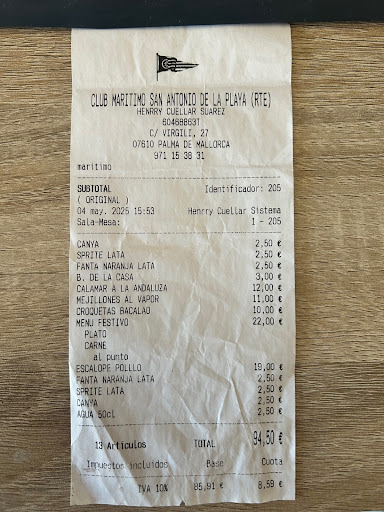 CLUB MARITIMO SAN ANTONIO DE LA PLAYA (RTE)
HENRRY CUELLAR SUAREZ
60468863T
C/ VIRGILI, 27
07610 PALMA DE MALLORCA
971 15 38 31
maritimo
SUBTOTAL Identificador: 205
( ORIGINAL )
04 may. 2025 15:53 Henrry Cuellar Sistema
Sala-Mesa: 1 - 205
CANYA 2,50 €
SPRITE LATA 2,50 €
FANTA NARANJA LATA 2,50 €
B. DE LA CASA 3,00 €
CALAMAR A LA ANDALUZA 12,00 €
MEJILLONES AL VAPOR 11,00 €
CROQUETAS BACALAO 10,00 €
MENU FESTIVO 22,00 €
PLATO
CARNE
al punto
ESCALOPE POLLLO 19,00 €
FANTA NARANJA LATA 2,50 €
SPRITE LATA 2,50 €
CANYA 2,50 €
AGUA 50cl 2,50 €
13 Artículos TOTAL 94,50 €
Impuestos incluidos Base Cuota
IVA 10% 85,91 € 8,59 €